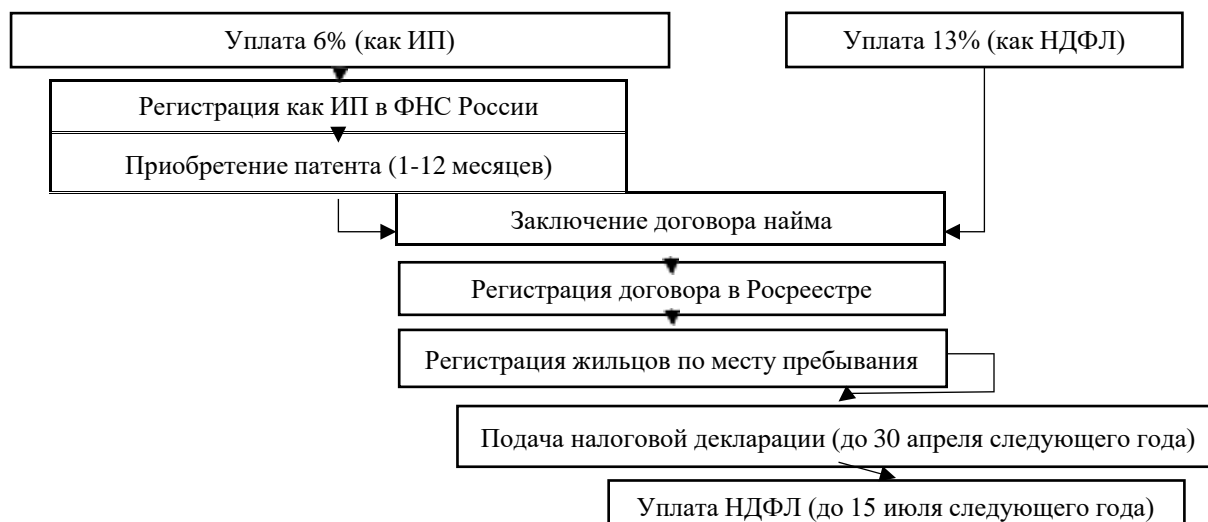 Уплата 6% (как ИП)
Уплата 13% (как НДФЛ)
Регистрация как ИП в ФНС России
Приобретение патента (1-12 месяцев)
Заключение договора найма
Регистрация договора в Росреестре
Регистрация жильцов по месту пребывания
Подача налоговой декларации (до 30 апреля следующего года)
Уплата НДФЛ (до 15 июля следующего года)